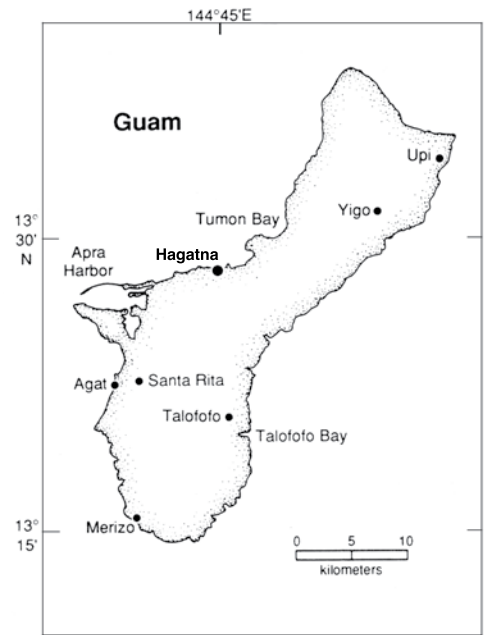 144°45'E
Guam
Upi
Yigo
Tumon Bay
13°
30'
N
Hagatna
Apra
Harbor
Agat
Santa Rita
Talofofo
Talofofo Bay
Merizo
13°
15'
0 5 10
kilometers